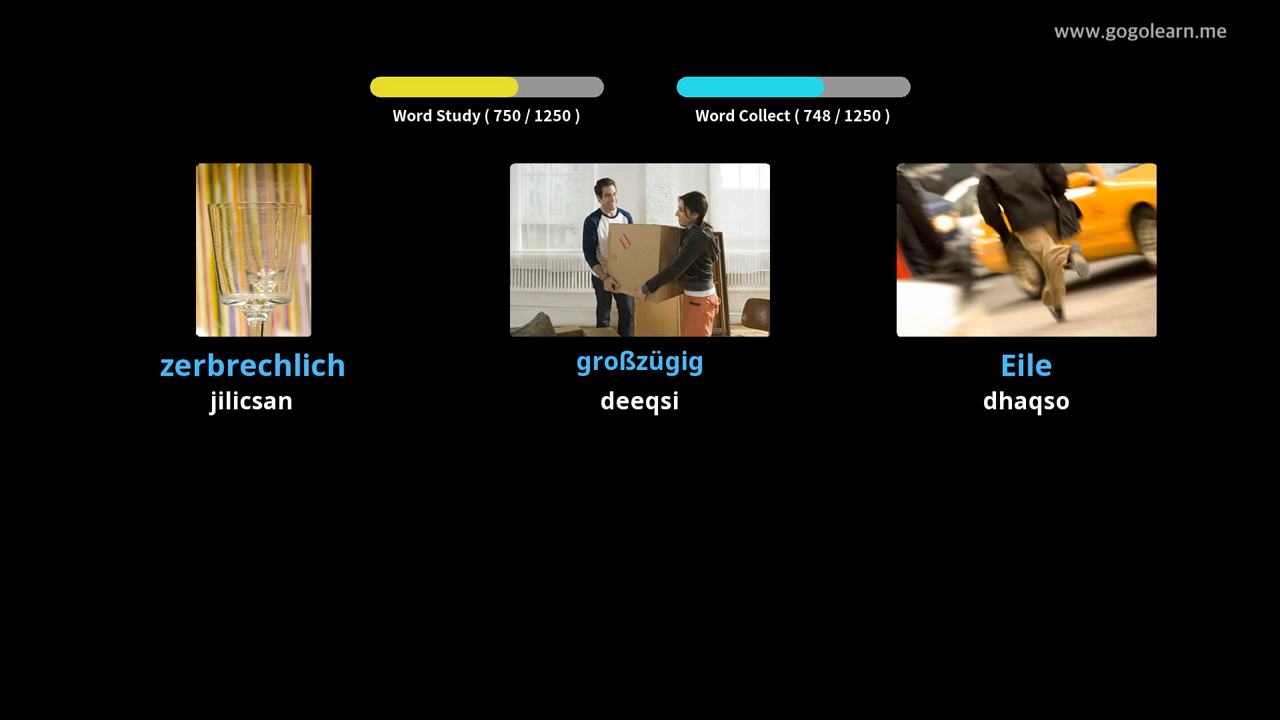 www.gogolearn.me
Word Study ( 750 / 1250 )
Word Collect ( 748 / 1250 )
zerbrechlich
jilicsan
großzügig
deeqsi
Eile
dhaqso